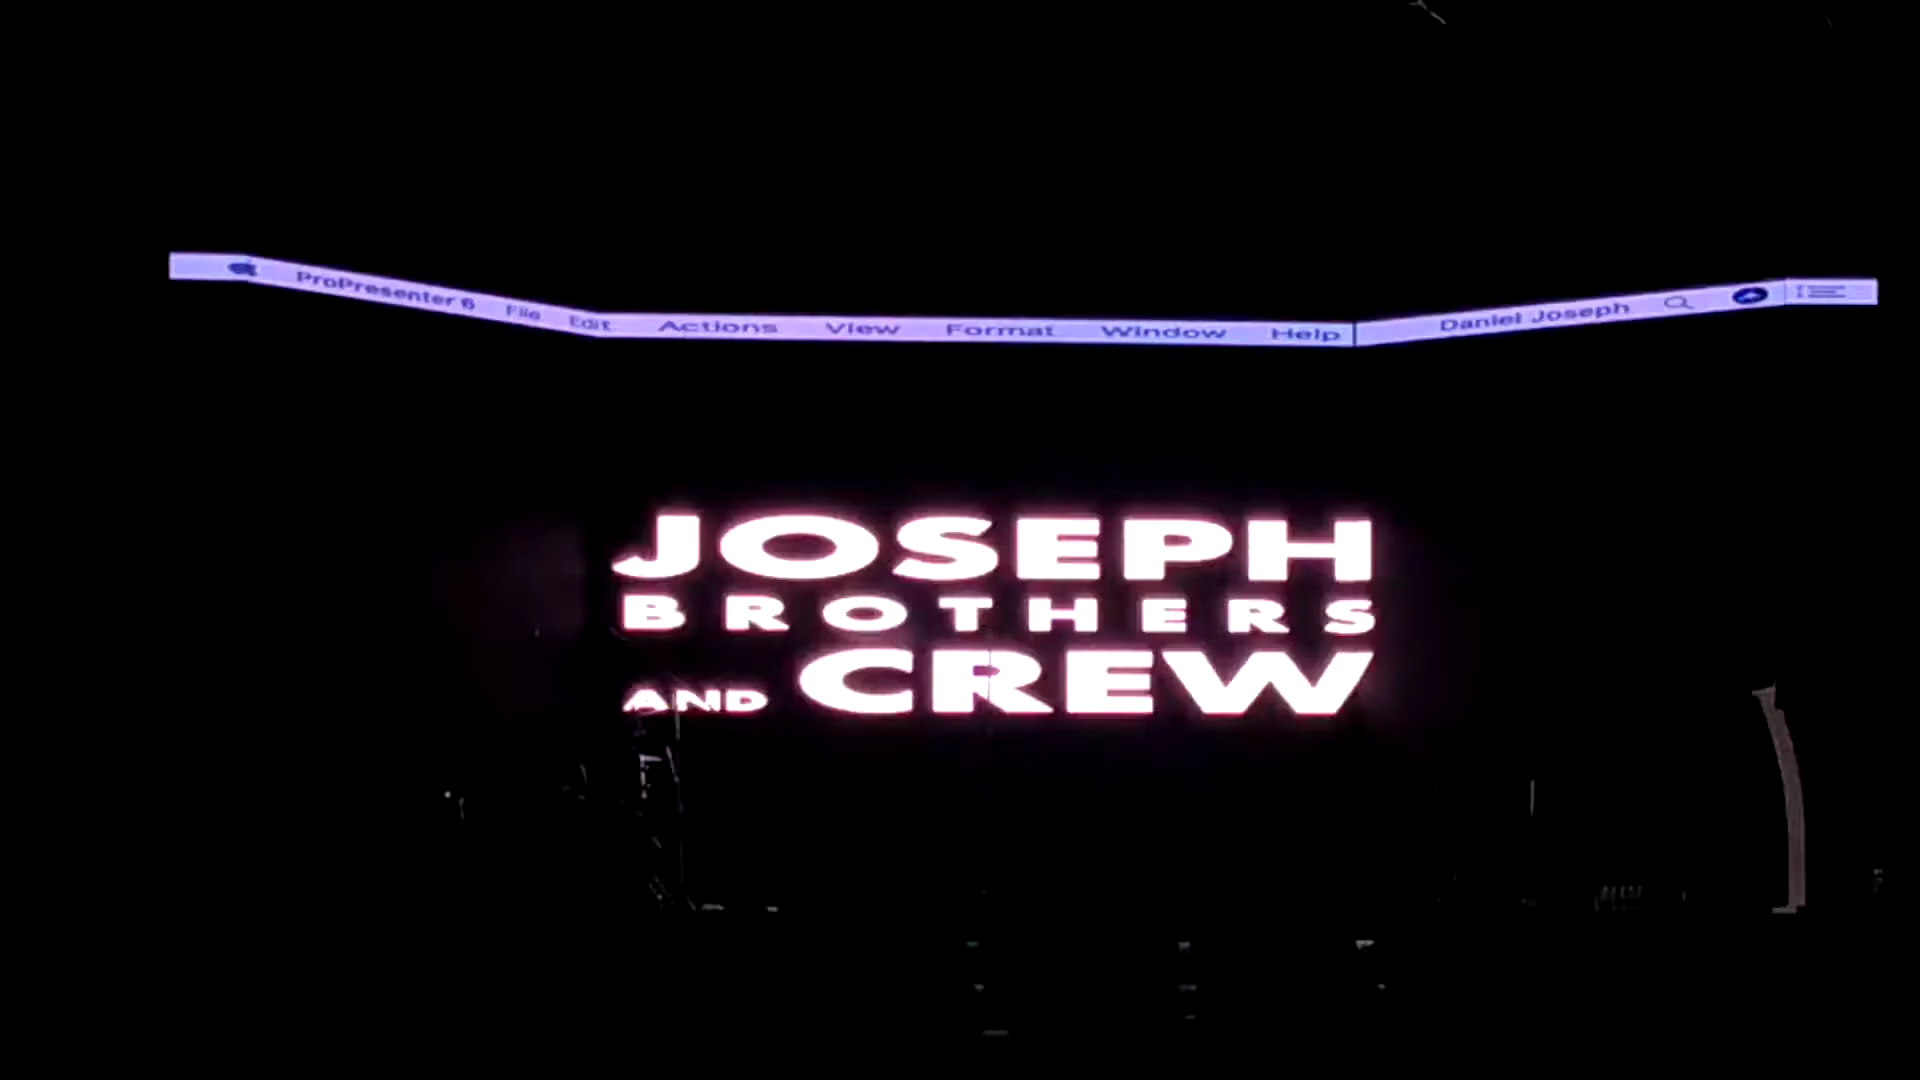 ProPresenter 6 File Edit Actions View Format Window Help Daniel Joseph
JOSEPH
BROTHERS
AND CREW